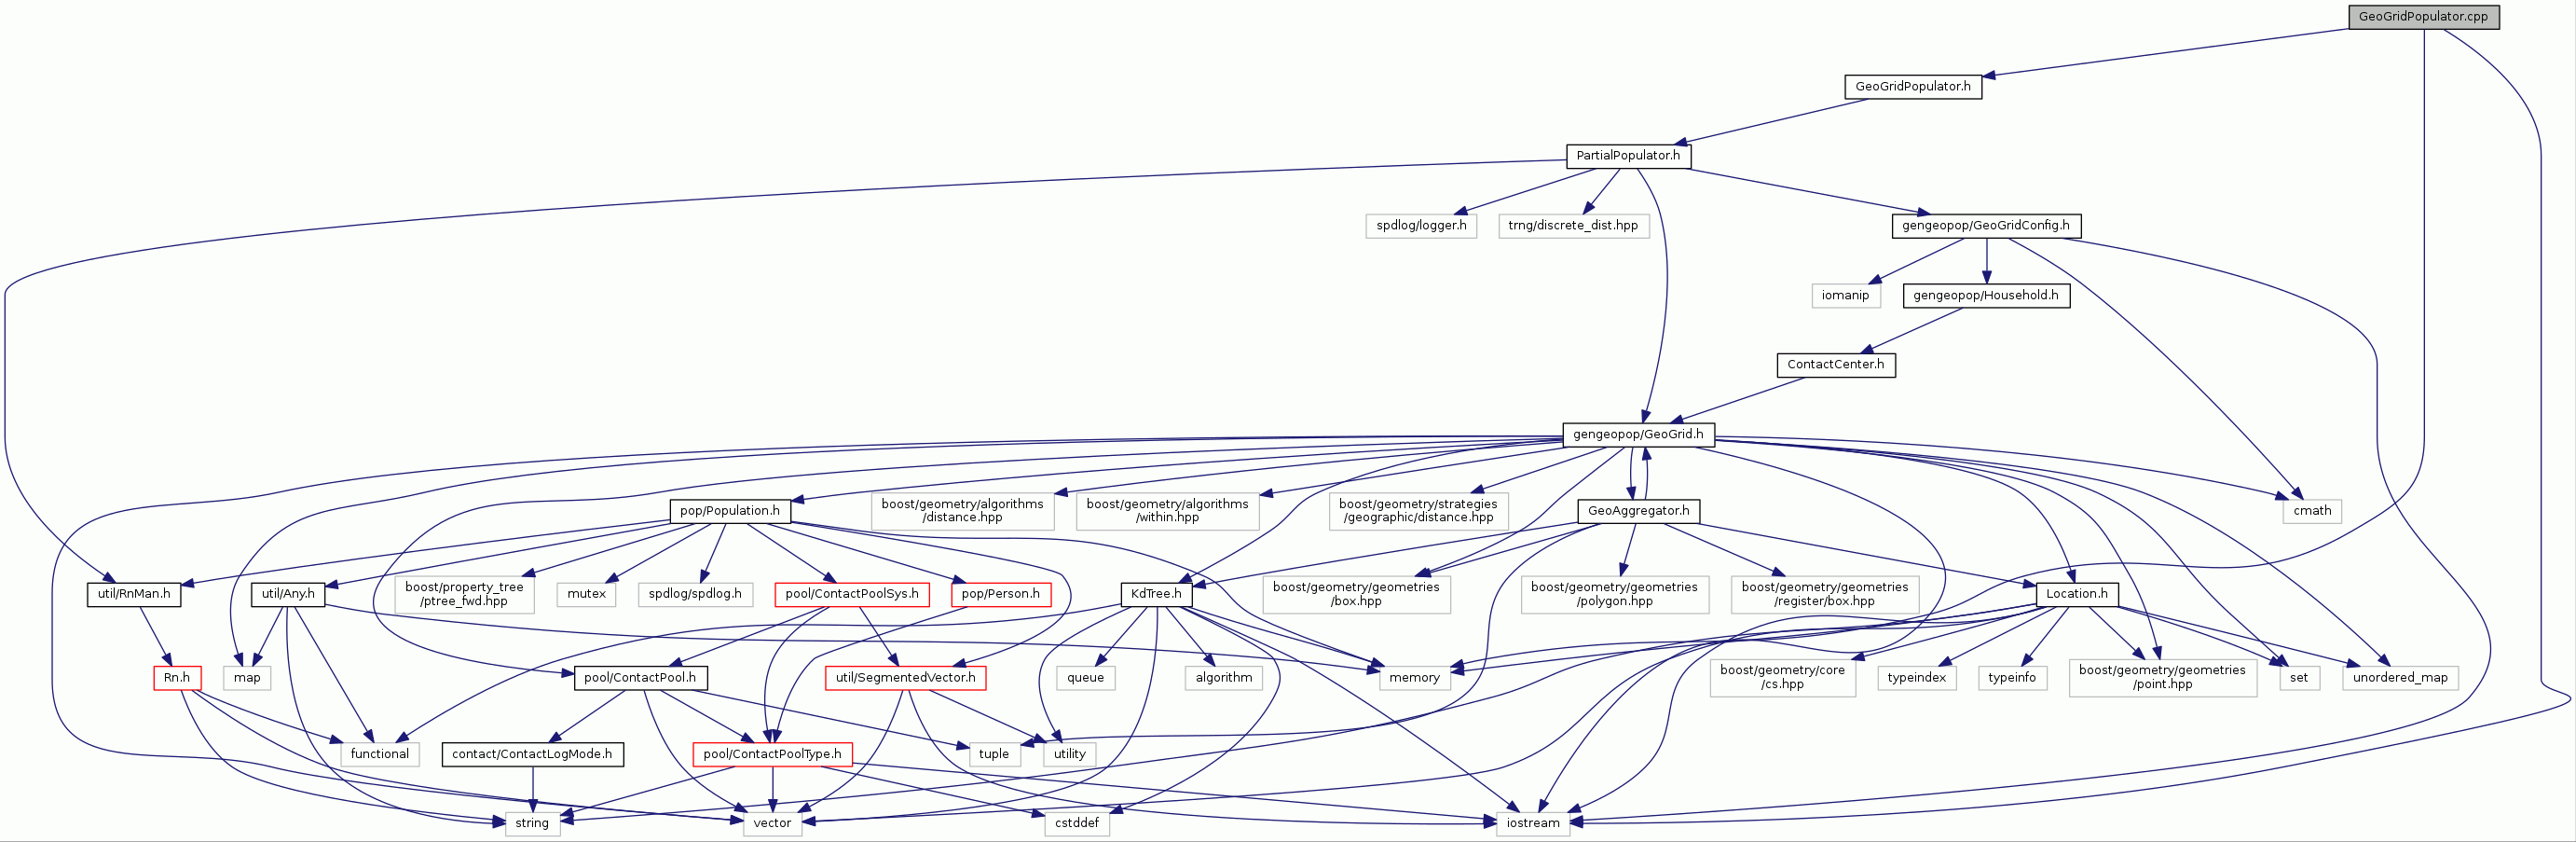 GeoGridPopulator.cpp
GeoGridPopulator.h
PartialPopulator.h
spdlog/logger.h
trng/discrete_dist.hpp
gengeopop/GeoGridConfig.h
iomanip
gengeopop/Household.h
ContactCenter.h
gengeopop/GeoGrid.h
pop/Population.h
boost/geometry/algorithms
/distance.hpp
boost/geometry/algorithms
/within.hpp
boost/geometry/strategies
/geographic/distance.hpp
GeoAggregator.h
cmath
util/RnMan.h
util/Any.h
boost/property_tree
/ptree_fwd.hpp
mutex
spdlog/spdlog.h
pool/ContactPoolSys.h
pop/Person.h
KdTree.h
boost/geometry/geometries
/box.hpp
boost/geometry/geometries
/polygon.hpp
boost/geometry/geometries
/register/box.hpp
Location.h
Rn.h
map
pool/ContactPool.h
util/SegmentedVector.h
queue
algorithm
memory
boost/geometry/core
/cs.hpp
typeindex
typeinfo
boost/geometry/geometries
/point.hpp
set
unordered_map
functional
contact/ContactLogMode.h
pool/ContactPoolType.h
tuple
utility
string
vector
cstddef
iostream